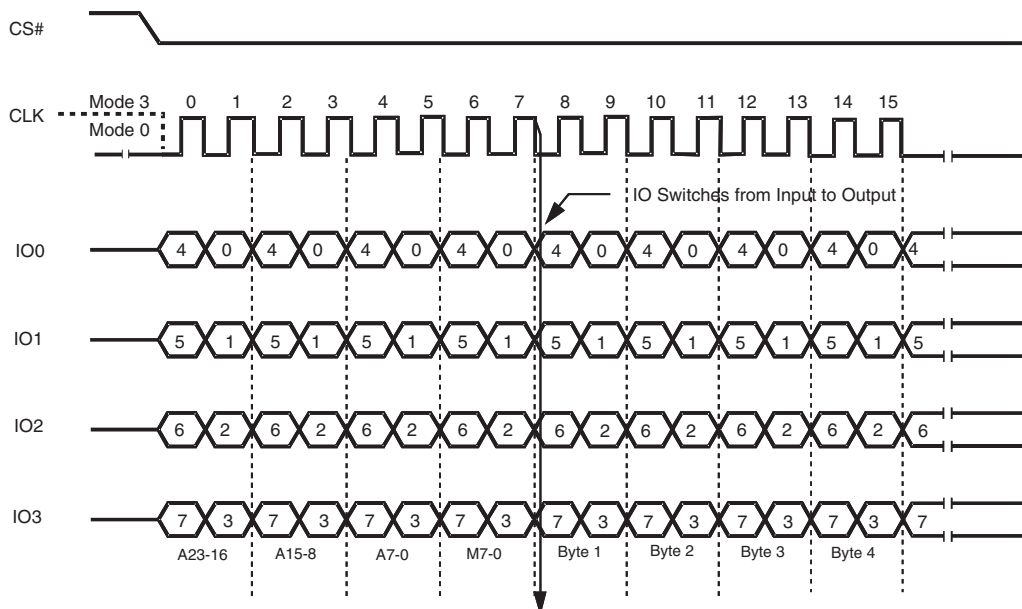 CS#
CLK
Mode 3
Mode 0
0 1 2 3 4 5 6 7 8 9 10 11 12 13 14 15
IO Switches from Input to Output
IO0 4 0 4 0 4 0 4 0 4 0 4 0 4 0 4 0 4
IO1 5 1 5 1 5 1 5 1 5 1 5 1 5 1 5 1 5
IO2 6 2 6 2 6 2 6 2 6 2 6 2 6 2 6 2 6
IO3 7 3 7 3 7 3 7 3 7 3 7 3 7 3 7 3 7
A23-16 A15-8 A7-0 M7-0 Byte 1 Byte 2 Byte 3 Byte 4